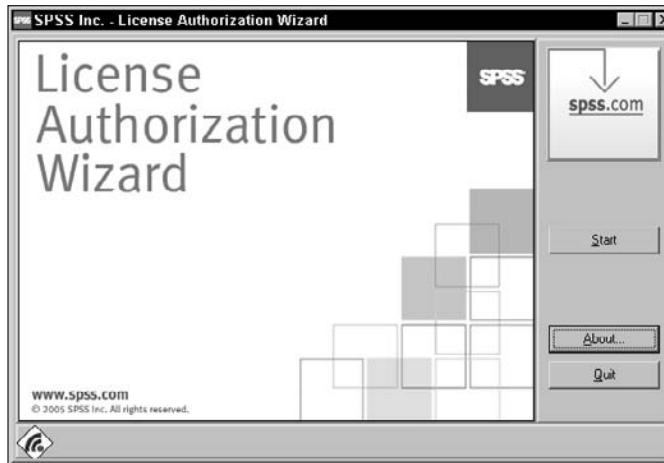 SPSS SPSS Inc. - License Authorization Wizard
License
Authorization
Wizard
SPSS
spss.com
Start
About...
Quit
www.spss.com
© 2005 SPSS Inc. All rights reserved.